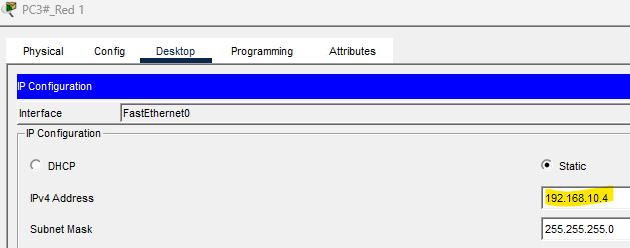 PC3#_Red 1
Physical Config Desktop Programming Attributes
IP Configuration
Interface FastEthernet0
IP Configuration
DHCP Static
IPv4 Address 192.168.10.4
Subnet Mask 255.255.255.0